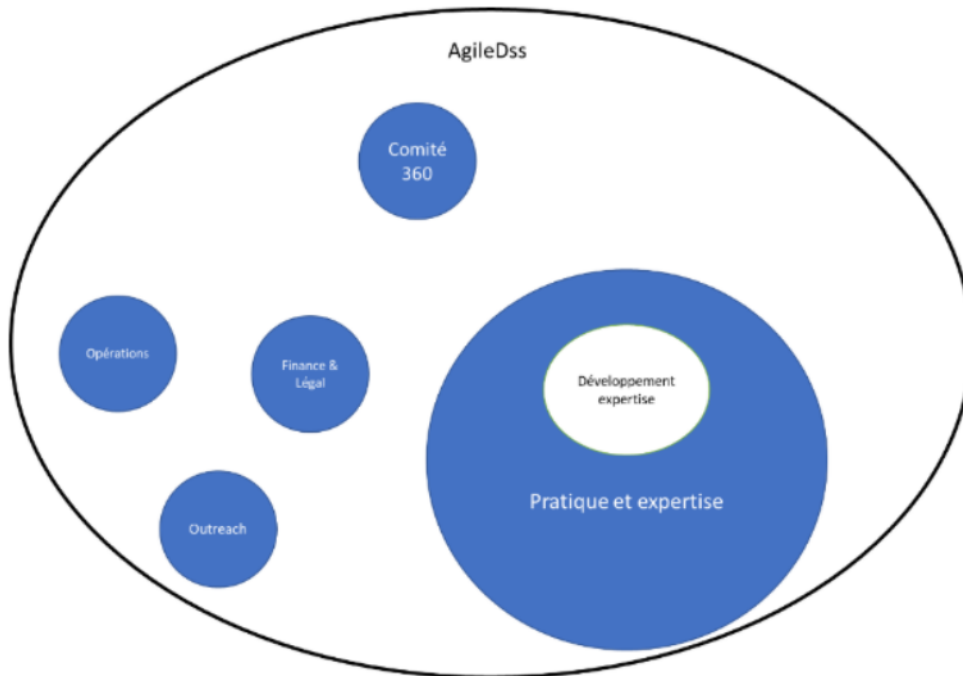 AgileDss
Comité
360
Opérations
Finance &
Légal
Développement
expertise
Pratique et expertise
Outreach